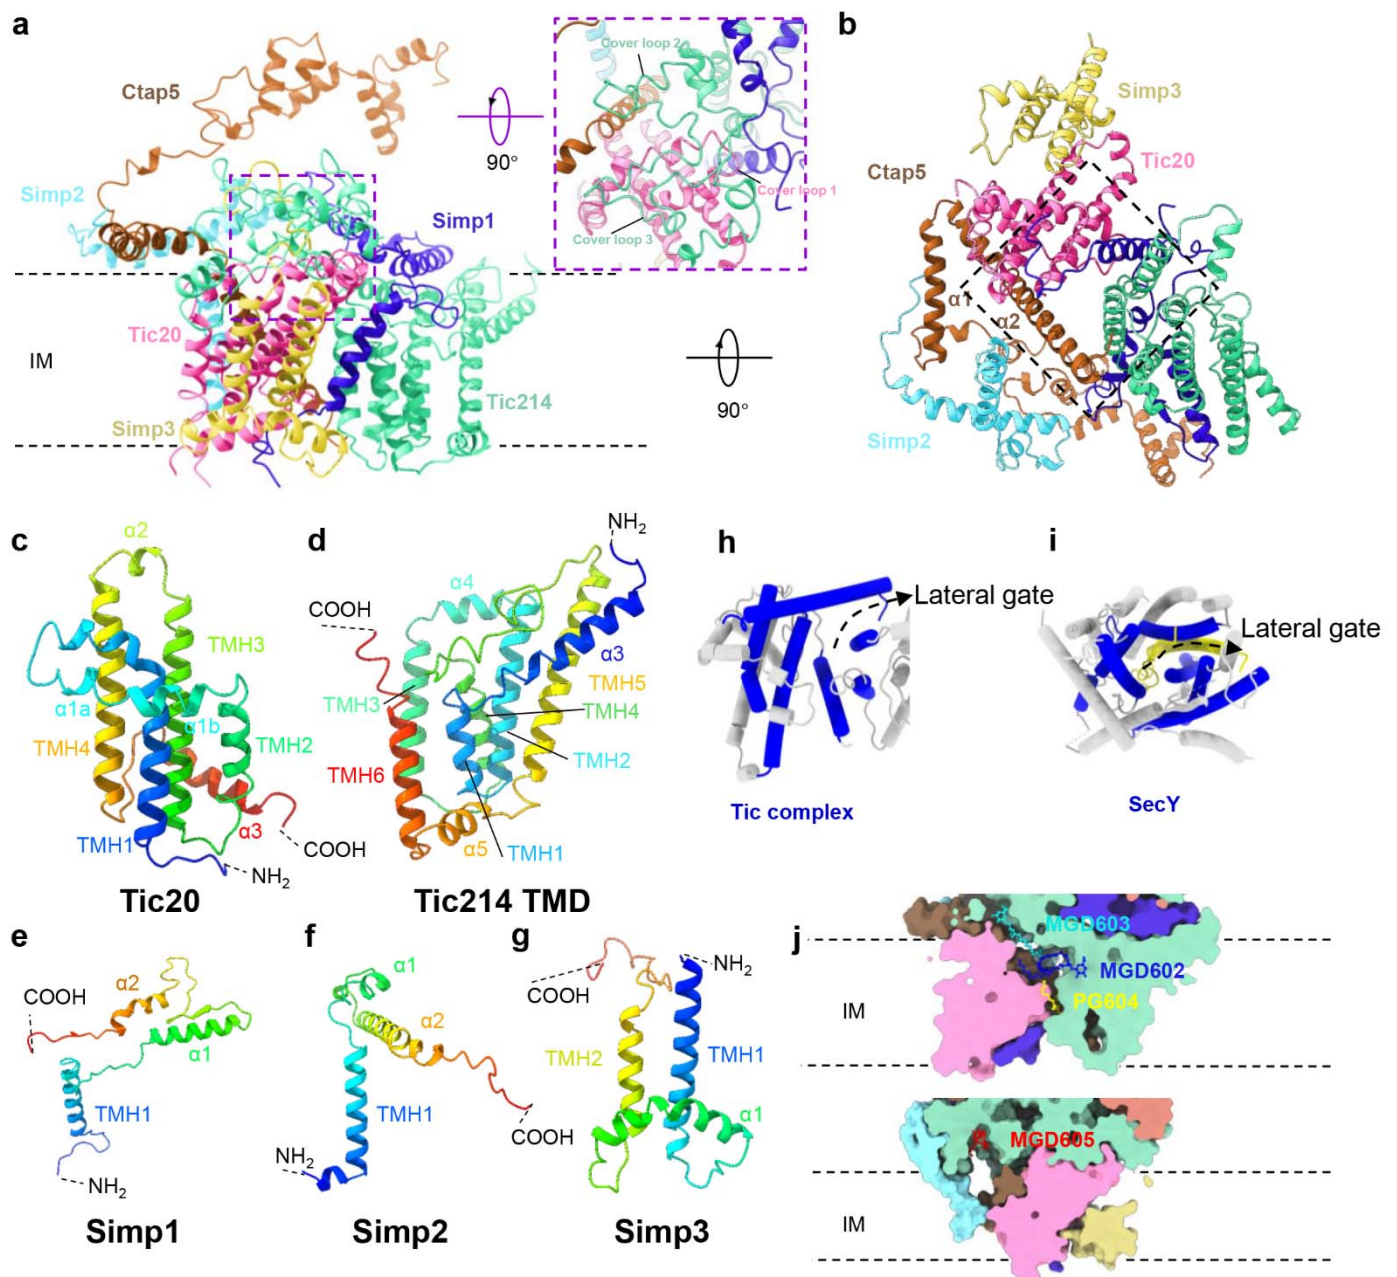 a
Ctap5
Simp2
Simp1
Tic20
IM
Tic214
Simp3
90°
Cover loop 2
Cover loop 1
Cover loop 3
90°
b
Simp3
Tic20
Ctap5
α1
α2
Simp2
c
α2
TMH3
α1a
α1b
TMH4
TMH2
TMH1
α3
COOH
NH2
Tic20
d
NH2
α4
COOH
α3
TMH5
TMH3
TMH4
TMH2
TMH6
α5
TMH1
Tic214 TMD
h
Lateral gate
Tic complex
i
Lateral gate
SecY
e
COOH
α2
α1
TMH1
NH2
Simp1
f
α1
α2
TMH1
NH2
COOH
Simp2
g
NH2
COOH
TMH2
TMH1
α1
Simp3
j
MGD603
MGD602
PG604
IM
MGD605
IM